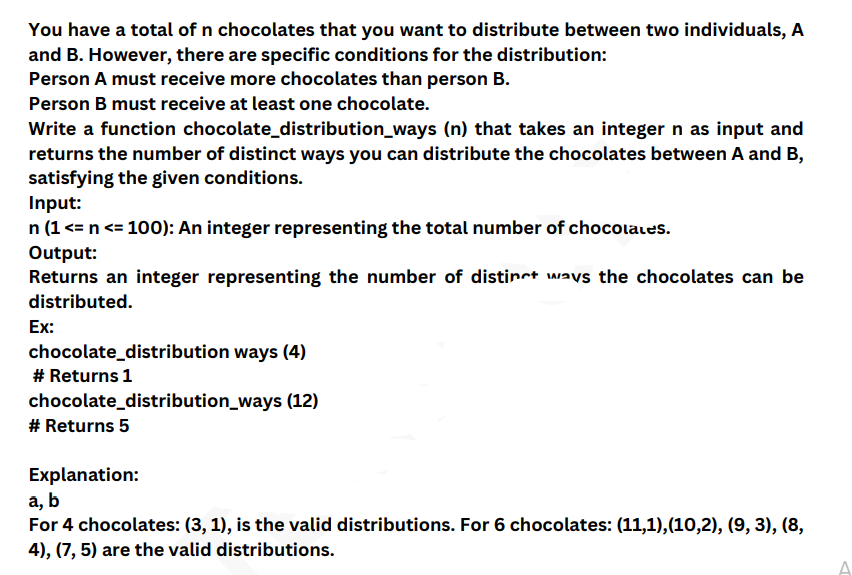 You have a total of n chocolates that you want to distribute between two individuals, A
and B. However, there are specific conditions for the distribution:
Person A must receive more chocolates than person B.
Person B must receive at least one chocolate.
Write a function chocolate_distribution_ways (n) that takes an integer n as input and
returns the number of distinct ways you can distribute the chocolates between A and B,
satisfying the given conditions.
Input:
n (1 <= n <= 100): An integer representing the total number of chocolates.
Output:
Returns an integer representing the number of distinct ways the chocolates can be
distributed.
Ex:
chocolate_distribution ways (4)
# Returns 1
chocolate_distribution_ways (12)
# Returns 5
Explanation:
a, b
For 4 chocolates: (3, 1), is the valid distributions. For 6 chocolates: (11,1),(10,2), (9, 3), (8,
4), (7, 5) are the valid distributions.
A